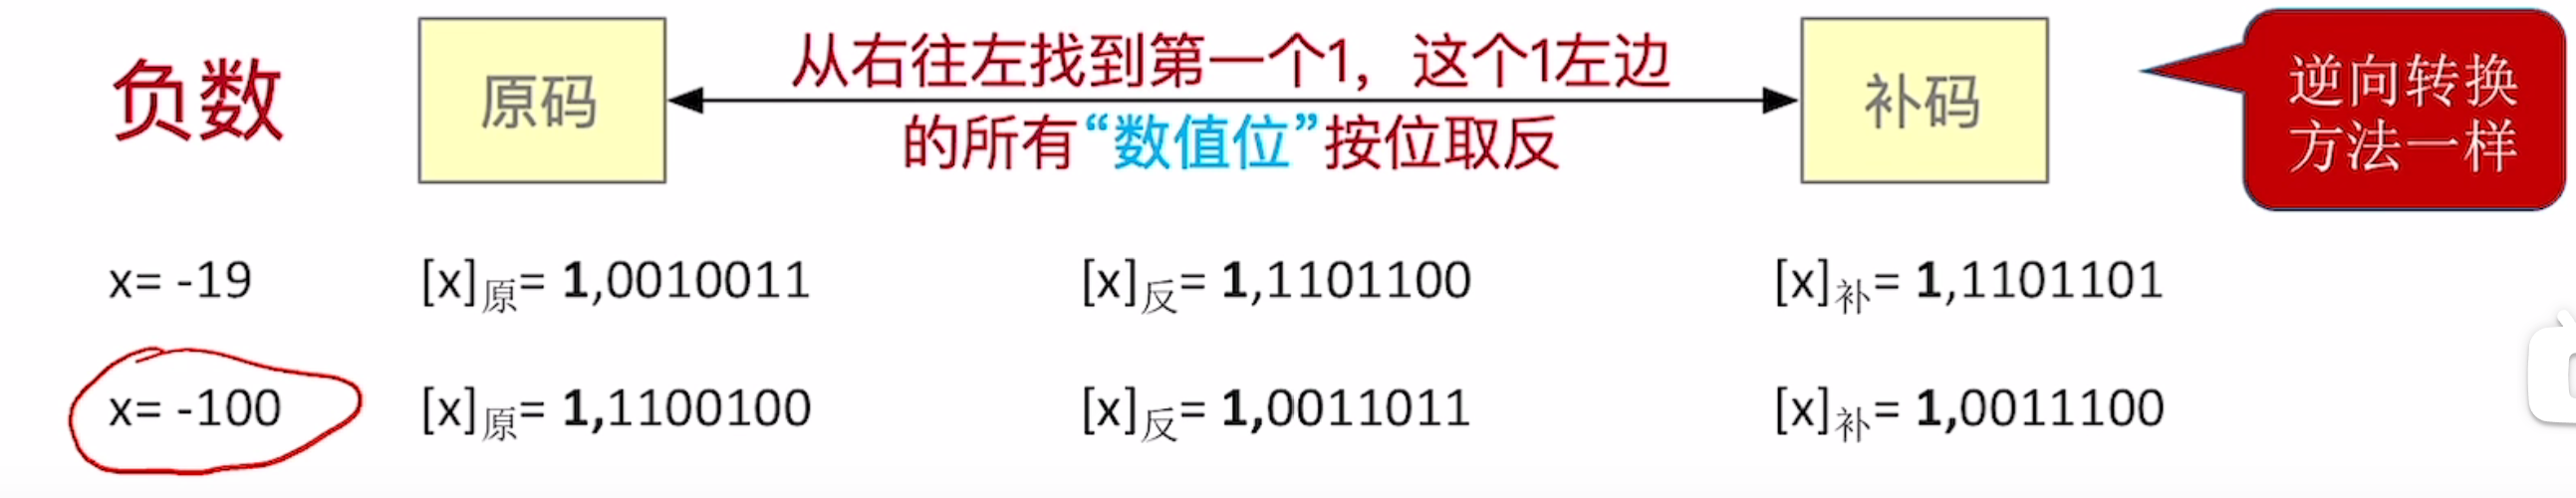 负数
原码
从右往左找到第一个1，这个1左边
的所有“数值位”按位取反
补码
逆向转换
方法一样
x= -19
[x]原= 1,0010011
[x]反= 1,1101100
[x]补= 1,1101101
x= -100
[x]原= 1,1100100
[x]反= 1,0011011
[x]补= 1,0011100